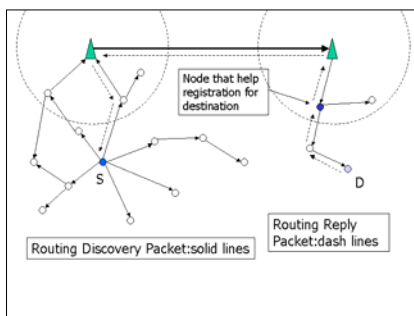 Node that help
registration for
destination
S
D
Routing Discovery Packet:solid lines
Routing Reply
Packet:dash lines